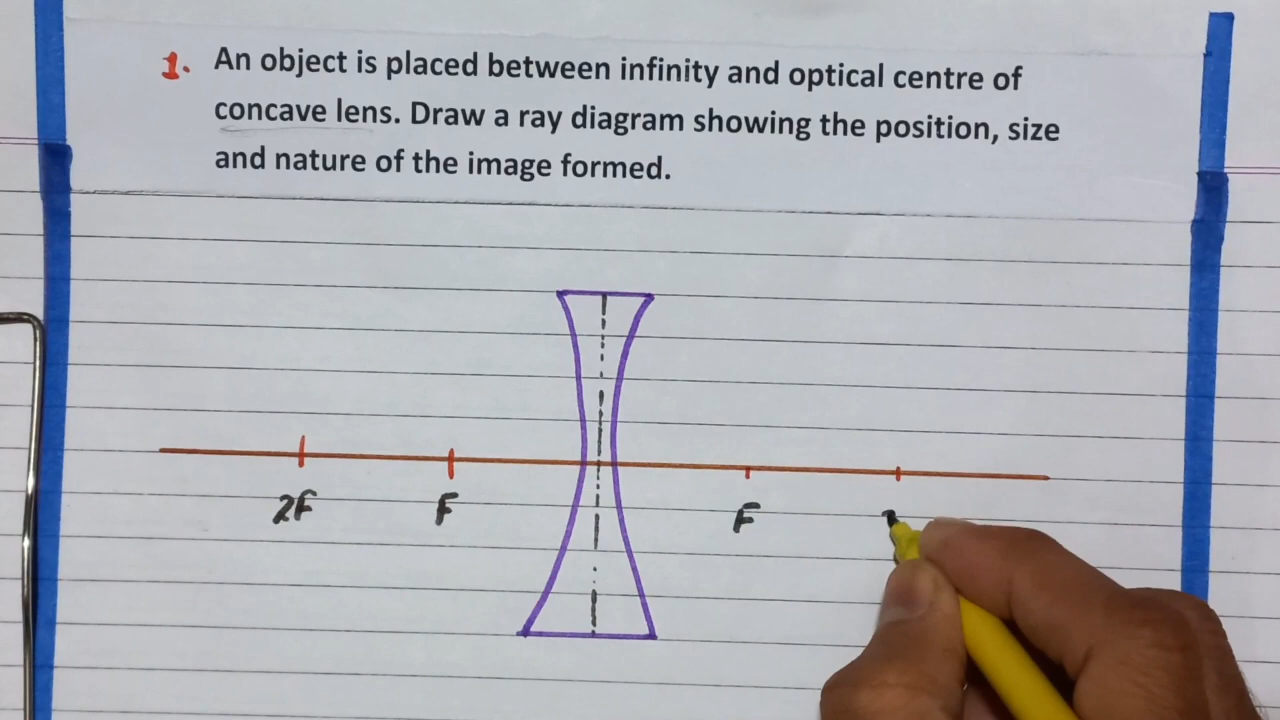 1. An object is placed between infinity and optical centre of
concave lens. Draw a ray diagram showing the position, size
and nature of the image formed.
2F F F